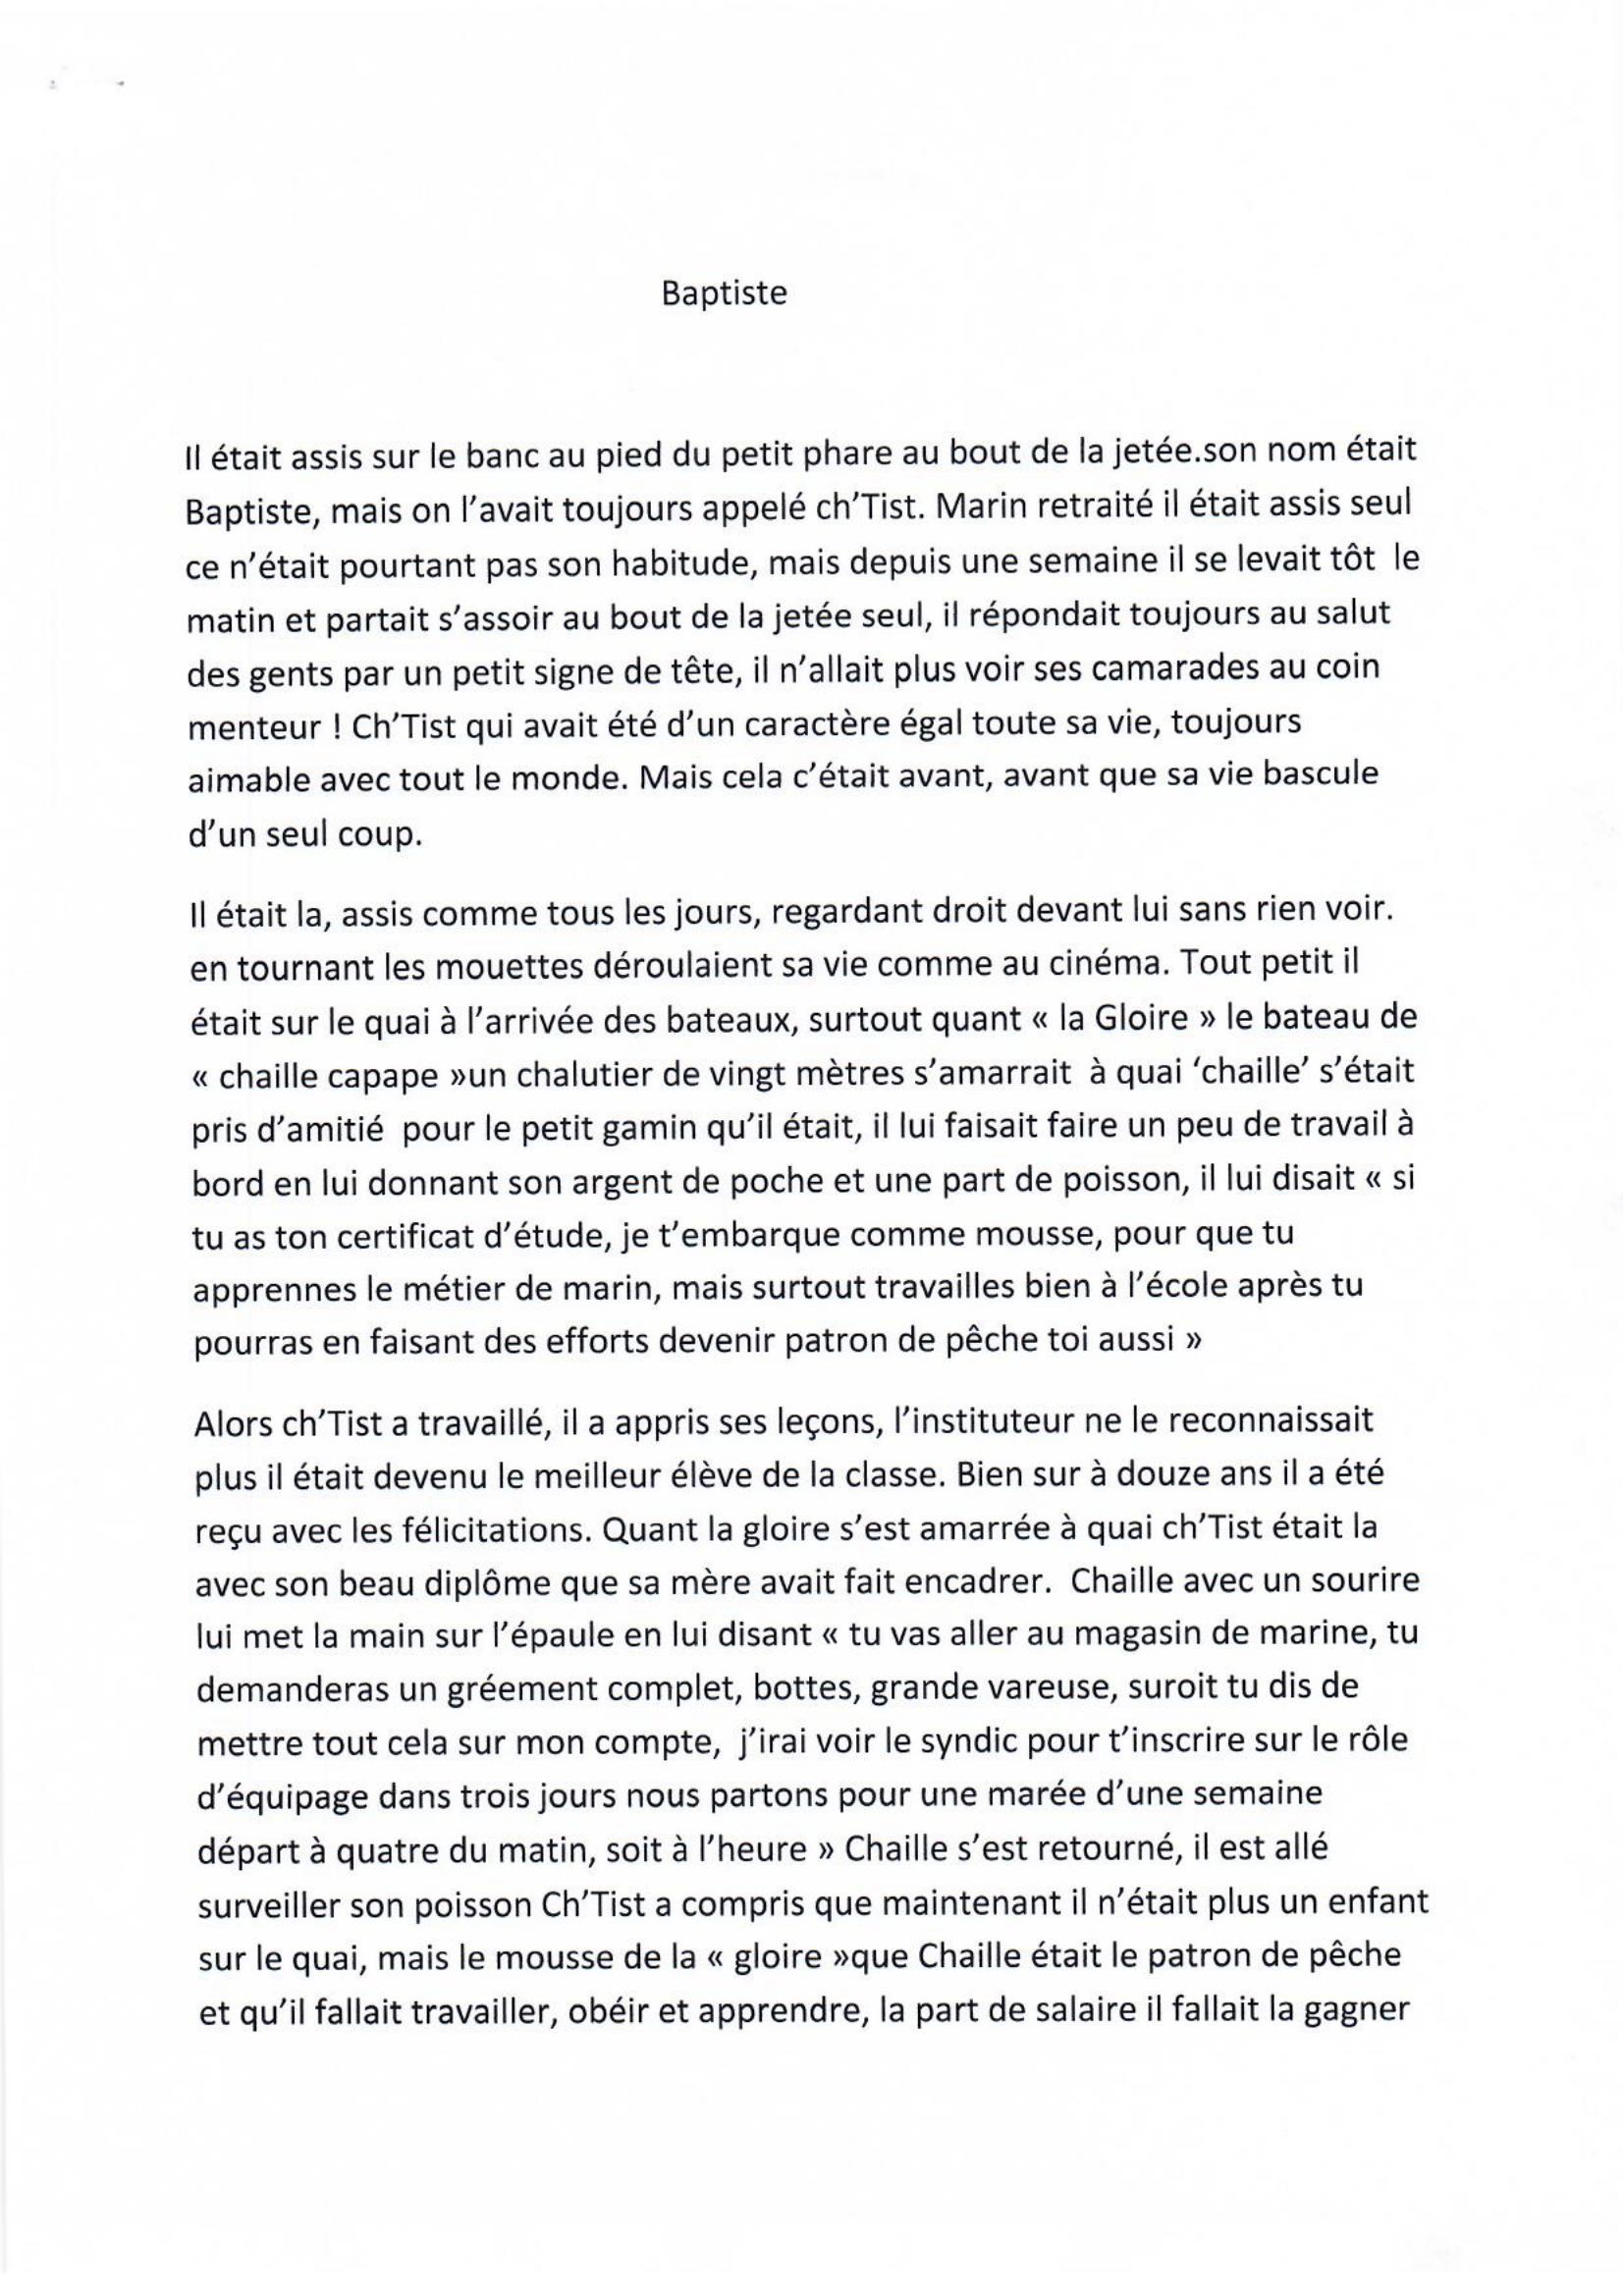 Baptiste
Il était assis sur le banc au pied du petit phare au bout de la jetée.son nom était
Baptiste, mais on l'avait toujours appelé ch'Tist. Marin retraité il était assis seul
ce n'était pourtant pas son habitude, mais depuis une semaine il se levait tôt  le
matin et partait s'assoir au bout de la jetée seul, il répondait toujours au salut
des gents par un petit signe de tête, il n'allait plus voir ses camarades au coin
menteur ! Ch'Tist qui avait été d'un caractère égal toute sa vie, toujours
aimable avec tout le monde. Mais cela c'était avant, avant que sa vie bascule
d'un seul coup.
Il était la, assis comme tous les jours, regardant droit devant lui sans rien voir.
en tournant les mouettes déroulaient sa vie comme au cinéma. Tout petit il
était sur le quai à l'arrivée des bateaux, surtout quant « la Gloire » le bateau de
« chaille capape »un chalutier de vingt mètres s'amarrait  à quai 'chaille' s'était
pris d'amitié  pour le petit gamin qu'il était, il lui faisait faire un peu de travail à
bord en lui donnant son argent de poche et une part de poisson, il lui disait « si
tu as ton certificat d'étude, je t'embarque comme mousse, pour que tu
apprennes le métier de marin, mais surtout travailles bien à l'école après tu
pourras en faisant des efforts devenir patron de pêche toi aussi »
Alors ch'Tist a travaillé, il a appris ses leçons, l'instituteur ne le reconnaissait
plus il était devenu le meilleur élève de la classe. Bien sur à douze ans il a été
reçu avec les félicitations. Quant la gloire s'est amarrée à quai ch'Tist était la
avec son beau diplôme que sa mère avait fait encadrer.  Chaille avec un sourire
lui met la main sur l'épaule en lui disant « tu vas aller au magasin de marine, tu
demanderas un gréement complet, bottes, grande vareuse, suroit tu dis de
mettre tout cela sur mon compte,  j'irai voir le syndic pour t'inscrire sur le rôle
d'équipage dans trois jours nous partons pour une marée d'une semaine
départ à quatre du matin, soit à l'heure » Chaille s'est retourné, il est allé
surveiller son poisson Ch'Tist a compris que maintenant il n'était plus un enfant
sur le quai, mais le mousse de la « gloire »que Chaille était le patron de pêche
et qu'il fallait travailler, obéir et apprendre, la part de salaire il fallait la gagner